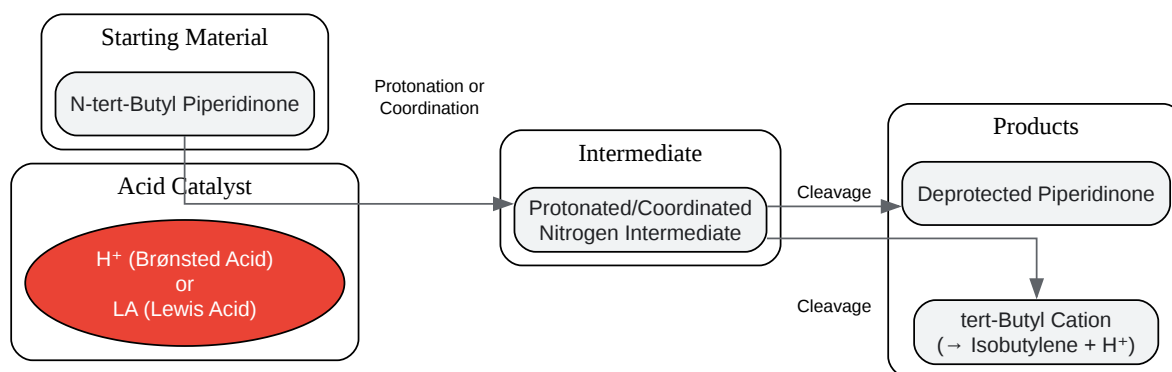 Starting Material
N-tert-Butyl Piperidinone
Protonation or
Coordination
Acid Catalyst
H⁺ (Brønsted Acid)
or
LA (Lewis Acid)
Intermediate
Protonated/Coordinated
Nitrogen Intermediate
Cleavage
Cleavage
Products
Deprotected Piperidinone
tert-Butyl Cation
(→ Isobutylene + H⁺)